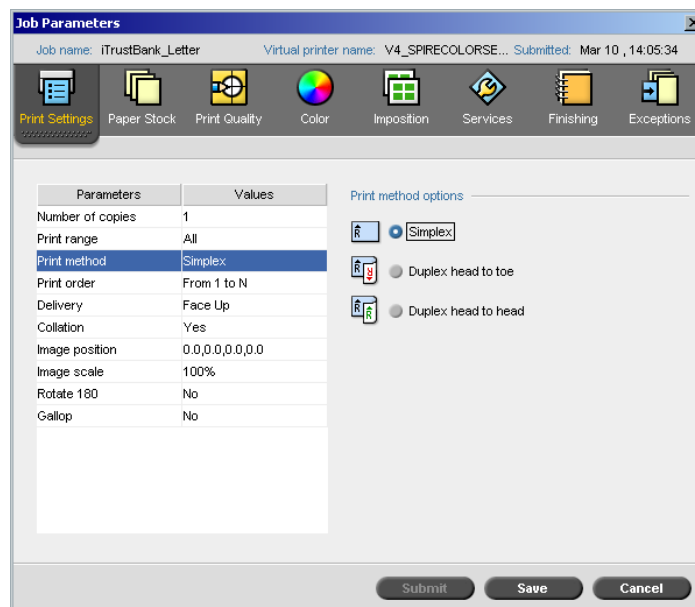 Job Parameters
Job name: iTrustBank_Letter Virtual printer name: V4_SPIRECOLORSE... Submitted: Mar 10 , 14:05:34
Print Settings Paper Stock Print Quality Color Imposition Services Finishing Exceptions
Parameters Values
Print method options
Number of copies 1
Print range All
Print method Simplex
Print order From 1 to N
Delivery Face Up
Collation Yes
Image position 0.0,0.0,0.0,0.0
Image scale 100%
Rotate 180 No
Gallop No
R Simplex
R R Duplex head to toe
R R Duplex head to head
Submit Save Cancel